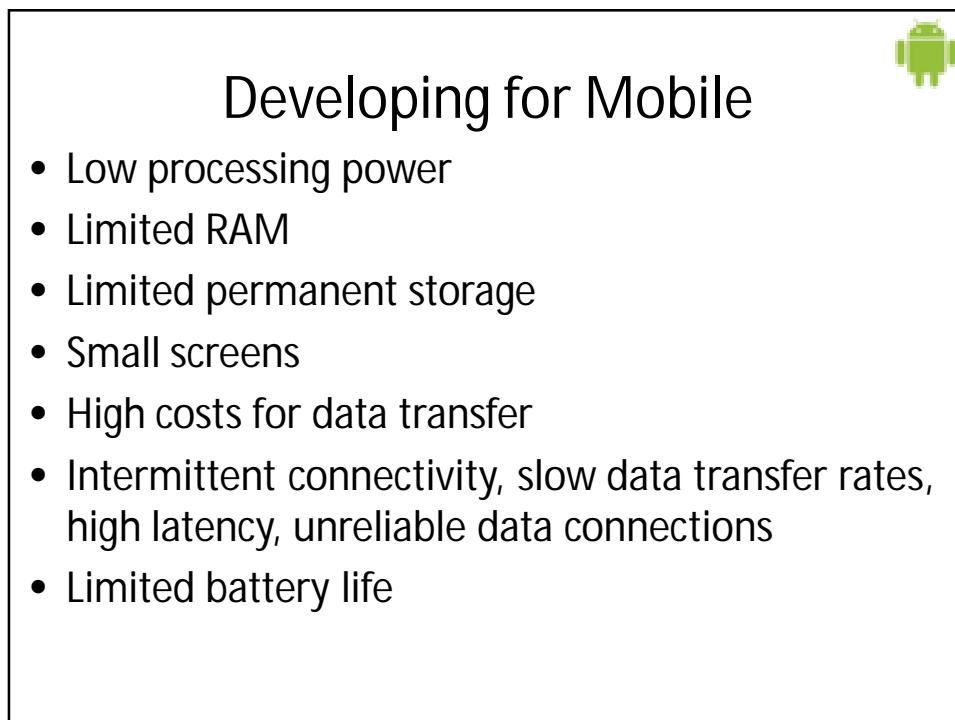 Developing for Mobile
• Low processing power
• Limited RAM
• Limited permanent storage
• Small screens
• High costs for data transfer
• Intermittent connectivity, slow data transfer rates,
high latency, unreliable data connections
• Limited battery life